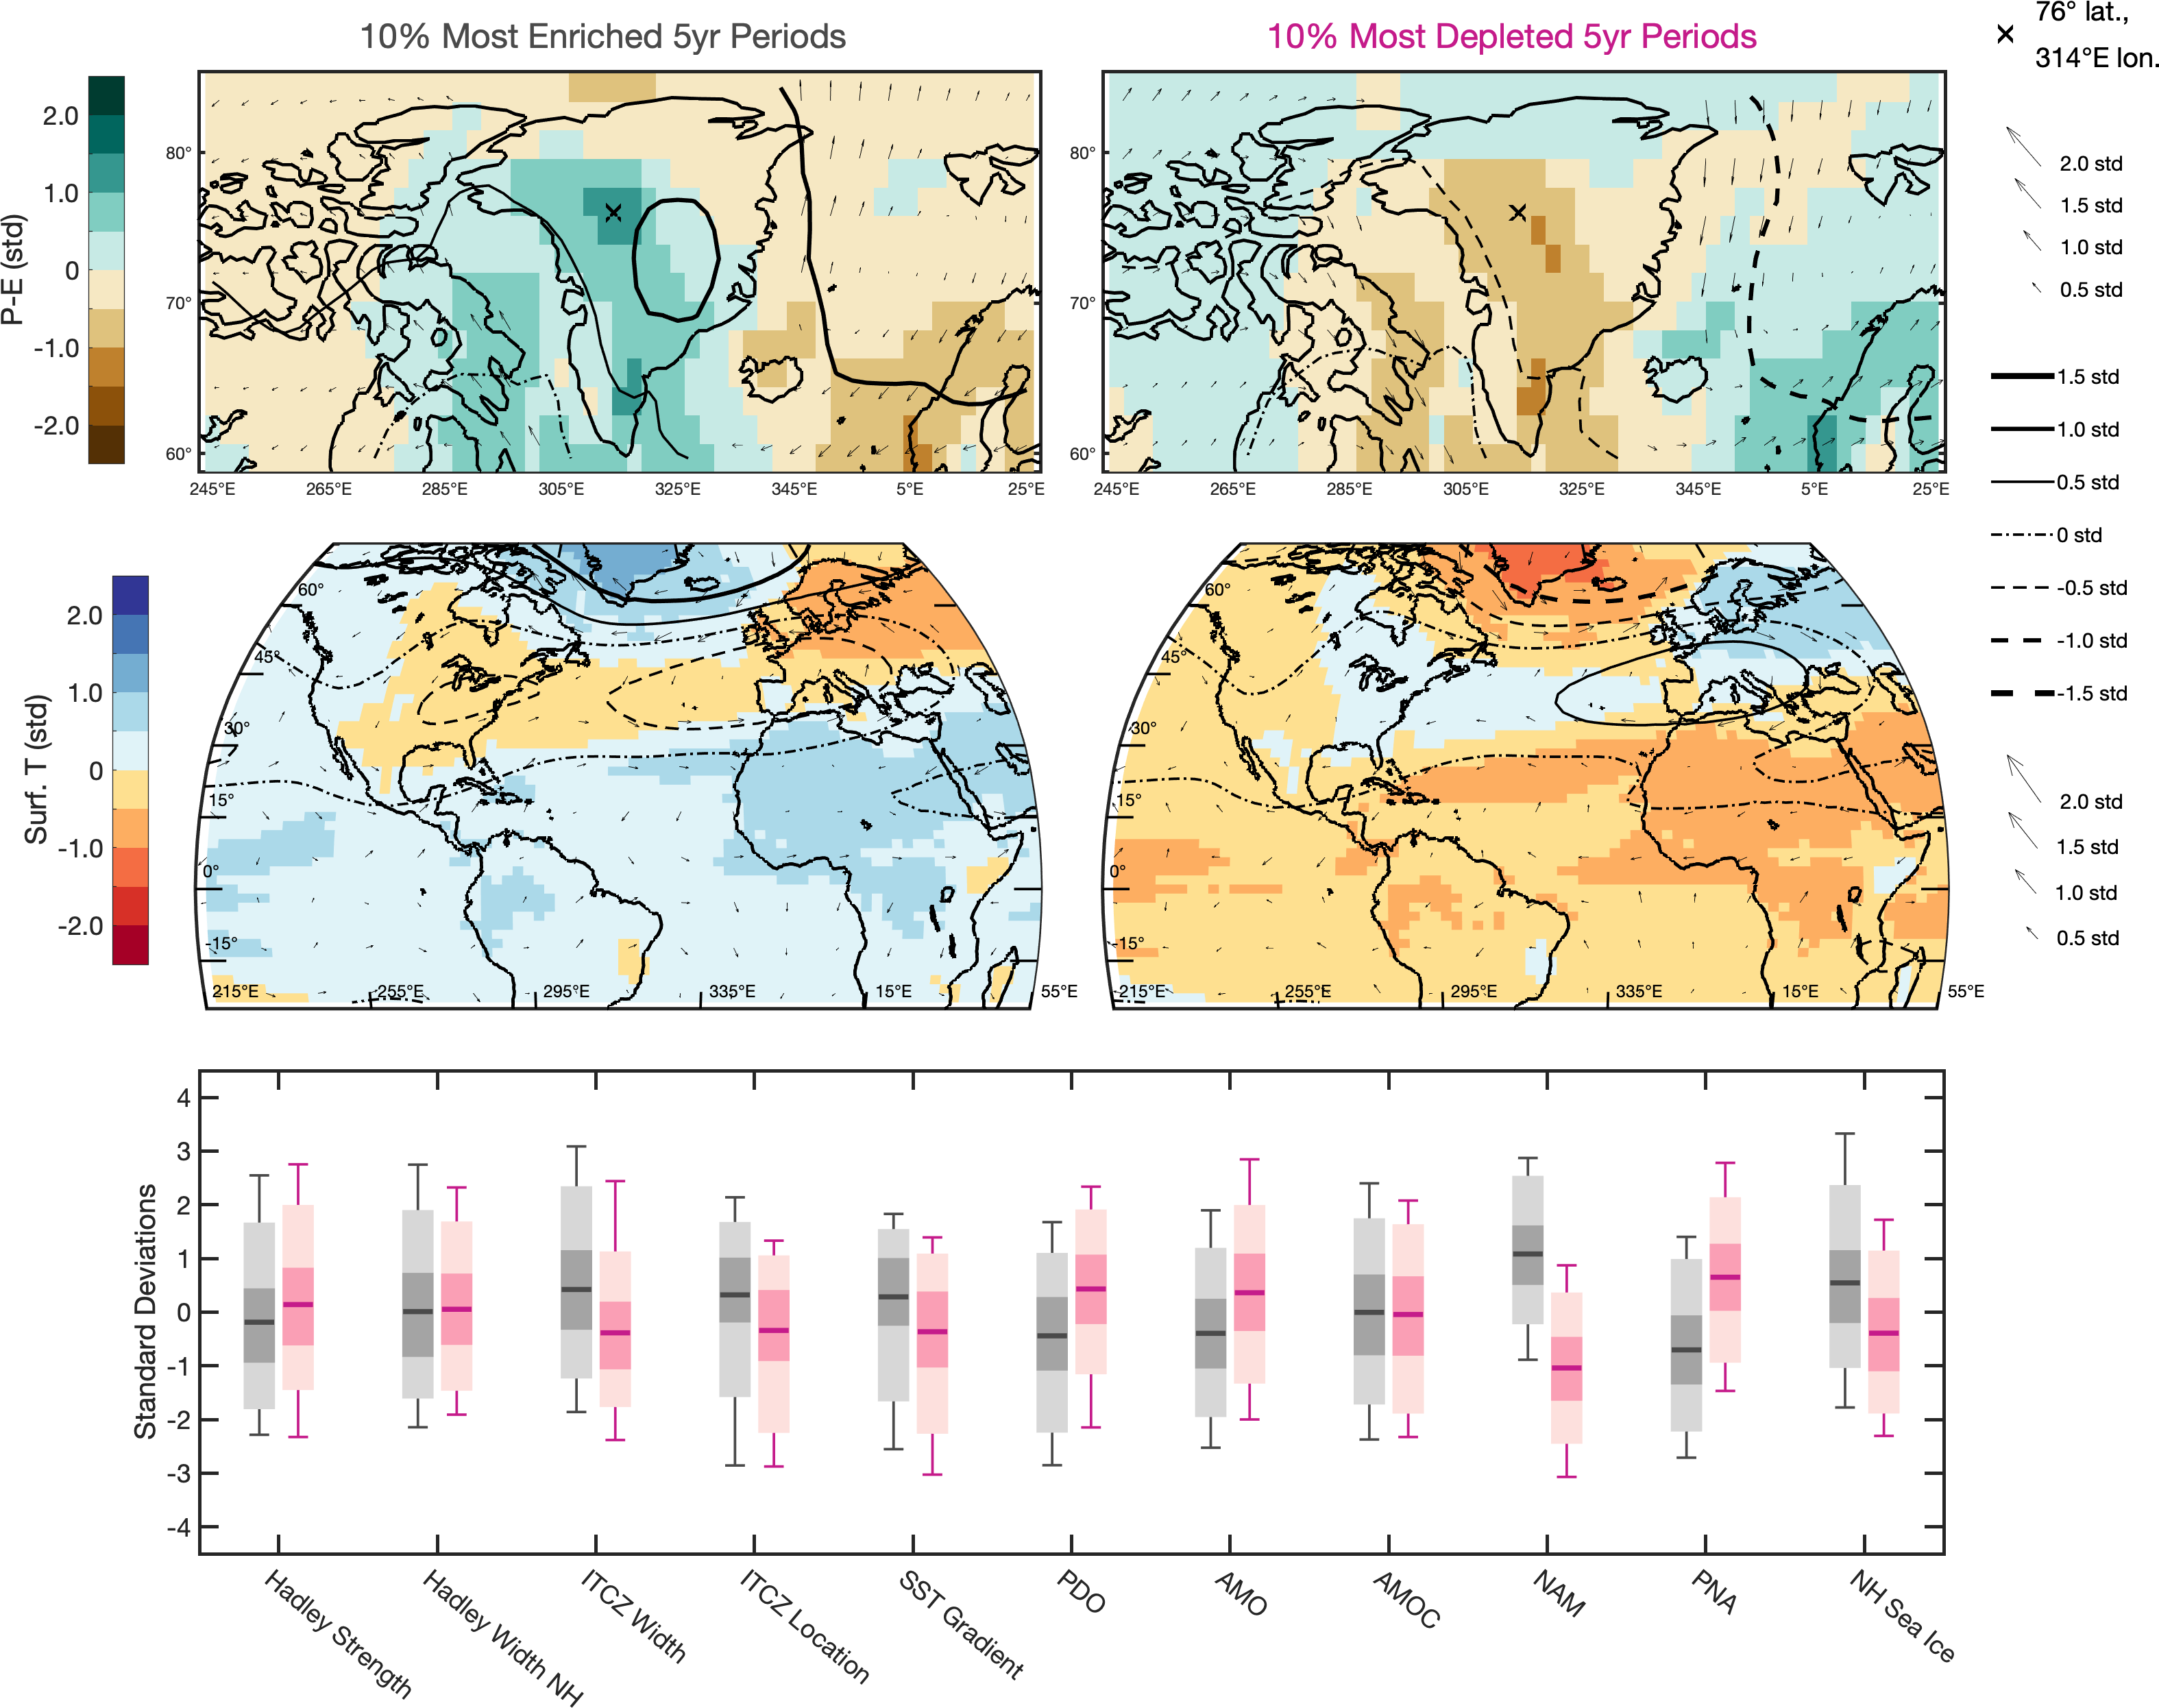 10% Most Enriched 5yr Periods
10% Most Depleted 5yr Periods
76° lat.,
314°E lon.
P-E (std)
2.0
1.0
0
-1.0
-2.0
80°
70°
60°
245°E 265°E 285°E 305°E 325°E 345°E 5°E 25°E
80°
70°
60°
245°E 265°E 285°E 305°E 325°E 345°E 5°E 25°E
2.0 std
1.5 std
1.0 std
0.5 std
1.5 std
1.0 std
0.5 std
0 std
-0.5 std
-1.0 std
-1.5 std
Surf. T (std)
2.0
1.0
0
-1.0
-2.0
60°
45°
30°
15°
0°
-15°
215°E 255°E 295°E 335°E 15°E 55°E
60°
45°
30°
15°
0°
-15°
215°E 255°E 295°E 335°E 15°E 55°E
2.0 std
1.5 std
1.0 std
0.5 std
Standard Deviations
4
3
2
1
0
-1
-2
-3
-4
Hadley Strength
Hadley Width NH
ITCZ Width
ITCZ Location
SST Gradient
PDO
AMO
AMOC
NAM
PNA
NH Sea Ice